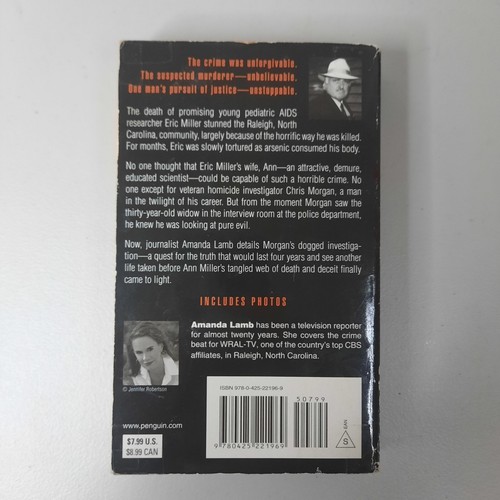 The crime was unforgivable.
The suspected murderer—unbelievable.
One man's pursuit of justice—unstoppable.
The death of promising young pediatric AIDS
researcher Eric Miller stunned the Raleigh, North
Carolina, community, largely because of the horrific way he was killed.
For months, Eric was slowly tortured as arsenic consumed his body.
No one thought that Eric Miller's wife, Ann—an attractive, demure,
educated scientist—could be capable of such a horrible crime. No
one except for veteran homicide investigator Chris Morgan, a man
in the twilight of his career. But from the moment Morgan saw the
thirty-year-old widow in the interview room at the police department,
he knew he was looking at pure evil.
Now, journalist Amanda Lamb details Morgan's dogged investiga-
tion—a quest for the truth that would last four years and see another
life taken before Ann Miller's tangled web of death and deceit finally
came to light.
INCLUDES PHOTOS
Amanda Lamb has been a television reporter
for almost twenty years. She covers the crime
beat for WRAL-TV, one of the country's top CBS
affiliates, in Raleigh, North Carolina.
© Jennifer Robertson
ISBN 978-0-425-22196-9
50799
EAN
S
www.penguin.com
$7.99 U.S.
$8.99 CAN
9 780425 221969